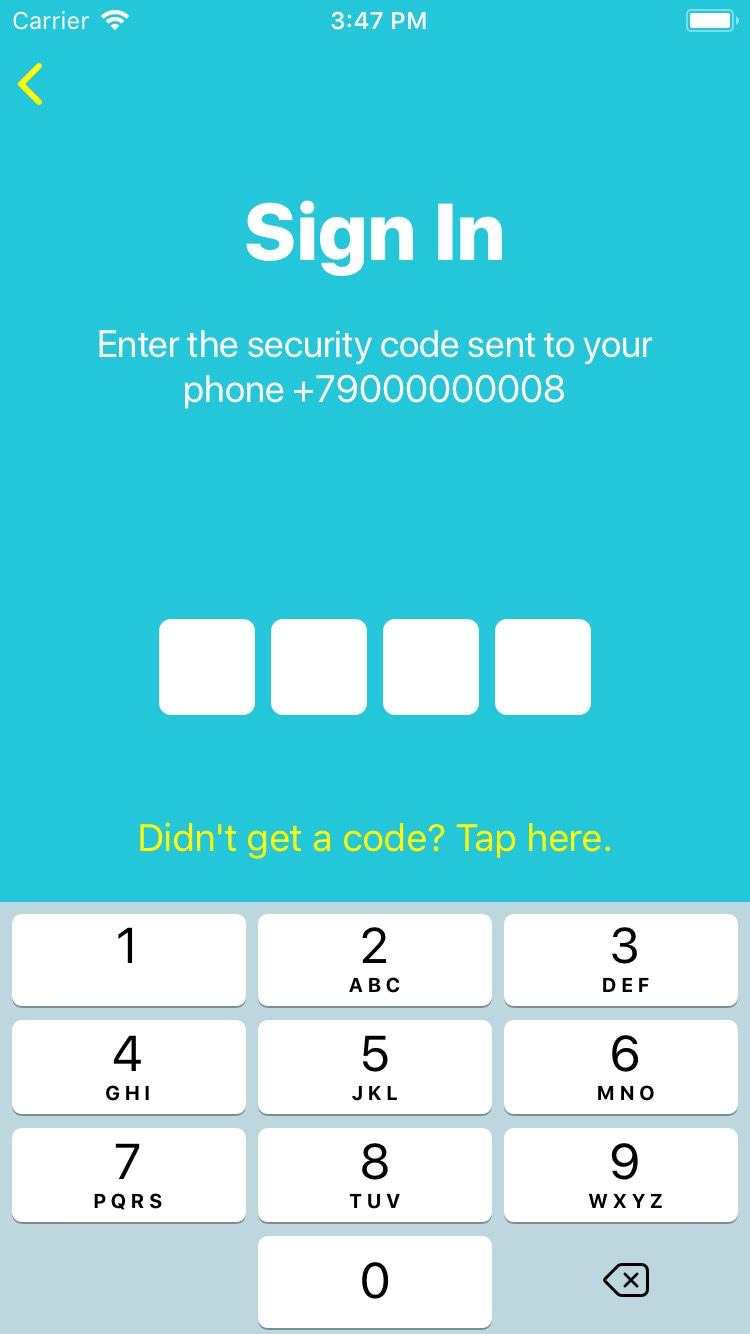 Carrier 3:47 PM
Sign In
Enter the security code sent to your
phone +79000000008
Didn't get a code? Tap here.
1 2 3
ABC DEF
4 5 6
GHI JKL MNO
7 8 9
PQRS TUV WXYZ
0